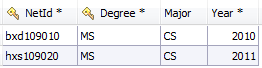 NetId * Degree * Major Year *
bxd109010 MS CS 2010
hxs109020 MS CS 2011